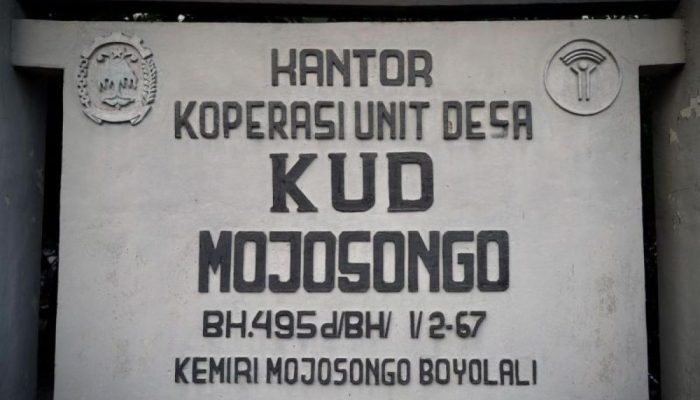 KANTOR
KOPERASI UNIT DESA
KUD
MOJOSONGO
BH.495d/BH/ I/2-67
KEMIRI MOJOSONGO BOYOLALI